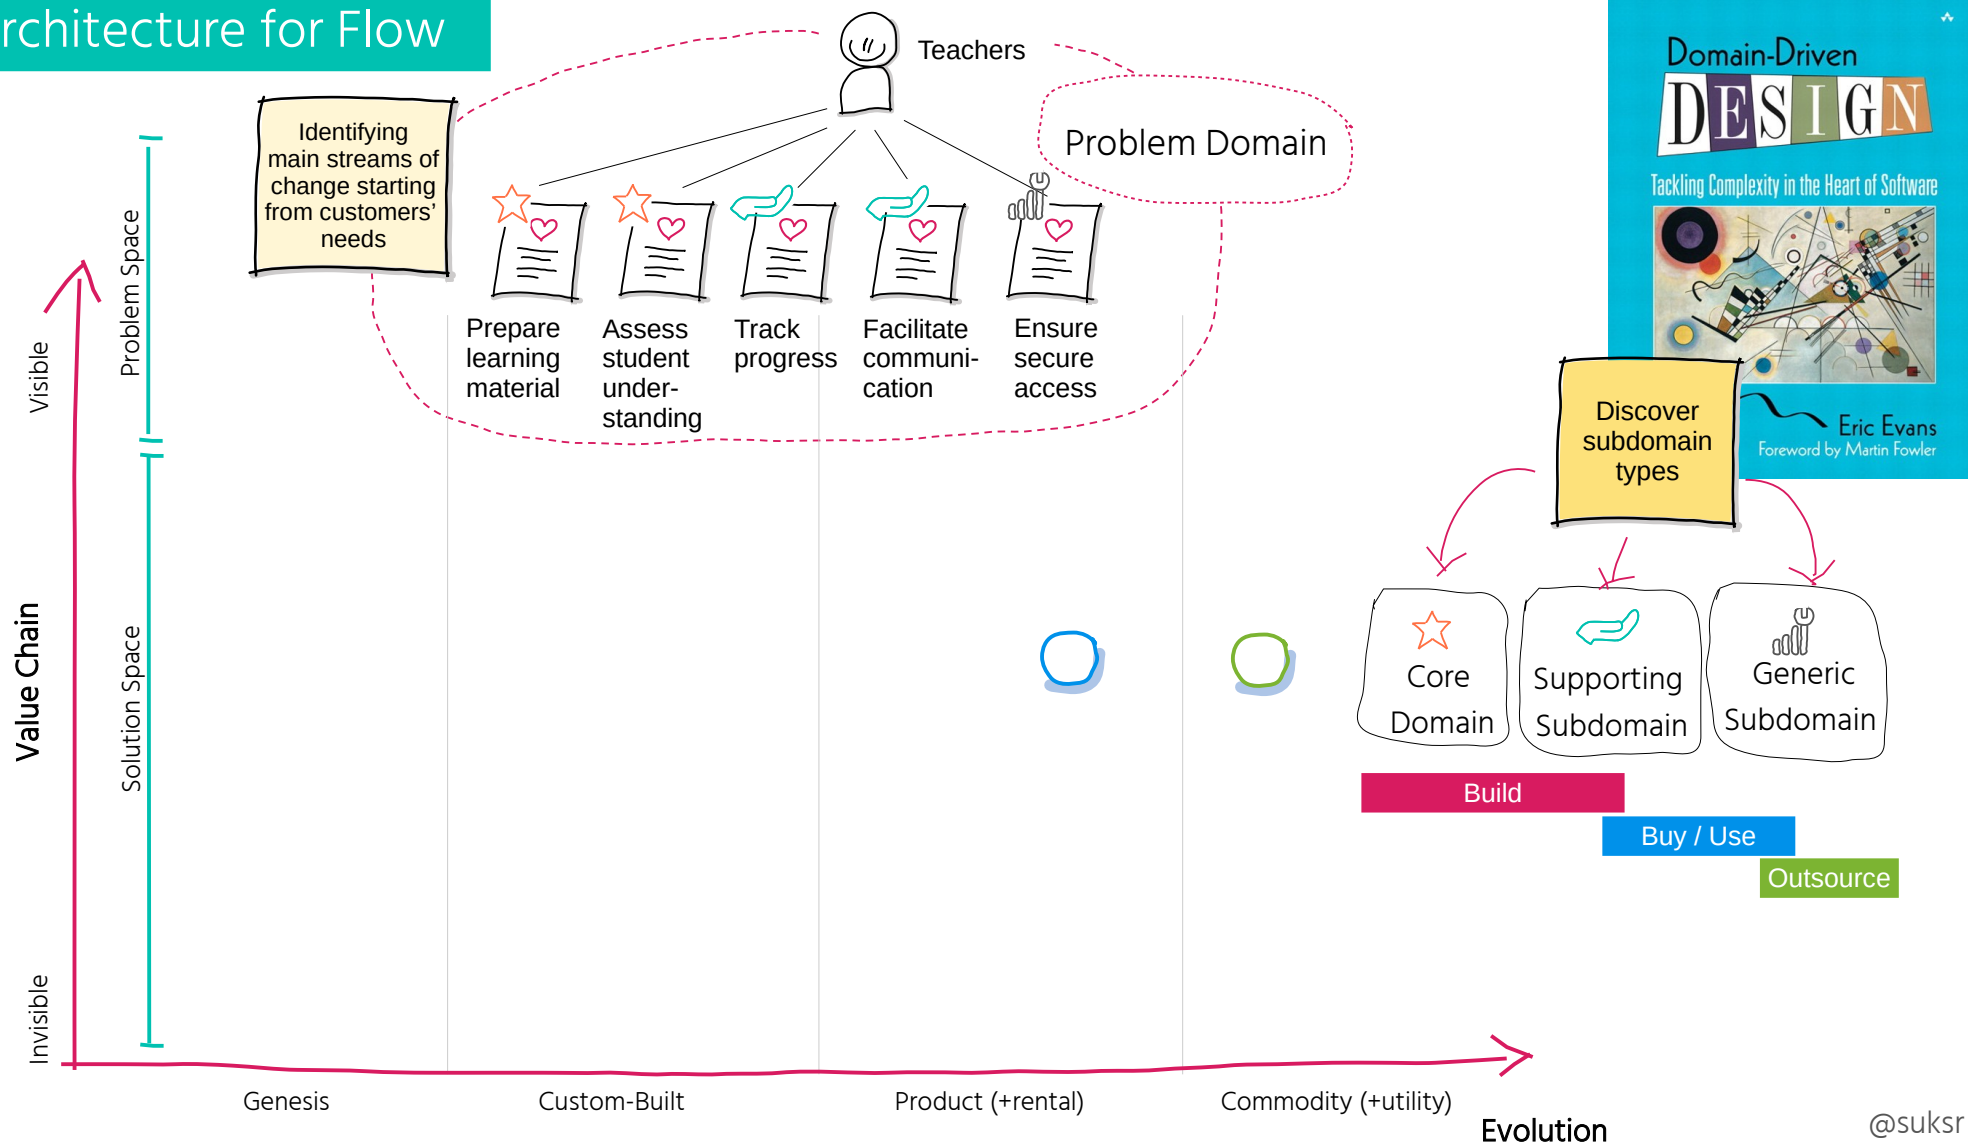 rchitecture for Flow
Teachers
Identifying
main streams of
change starting
from customers'
needs
Problem Domain
Prepare
learning
material
Assess
student
under-
standing
Track
progress
Facilitate
communi-
cation
Ensure
secure
access
Domain-Driven
DESIGN
Tackling Complexity in the Heart of Software
Eric Evans
Foreword by Martin Fowler
Discover
subdomain
types
Core
Domain
Supporting
Subdomain
Generic
Subdomain
Build
Buy / Use
Outsource
Value Chain
Visible
Invisible
Problem Space
Solution Space
Genesis
Custom-Built
Product (+rental)
Commodity (+utility)
Evolution
@suksr